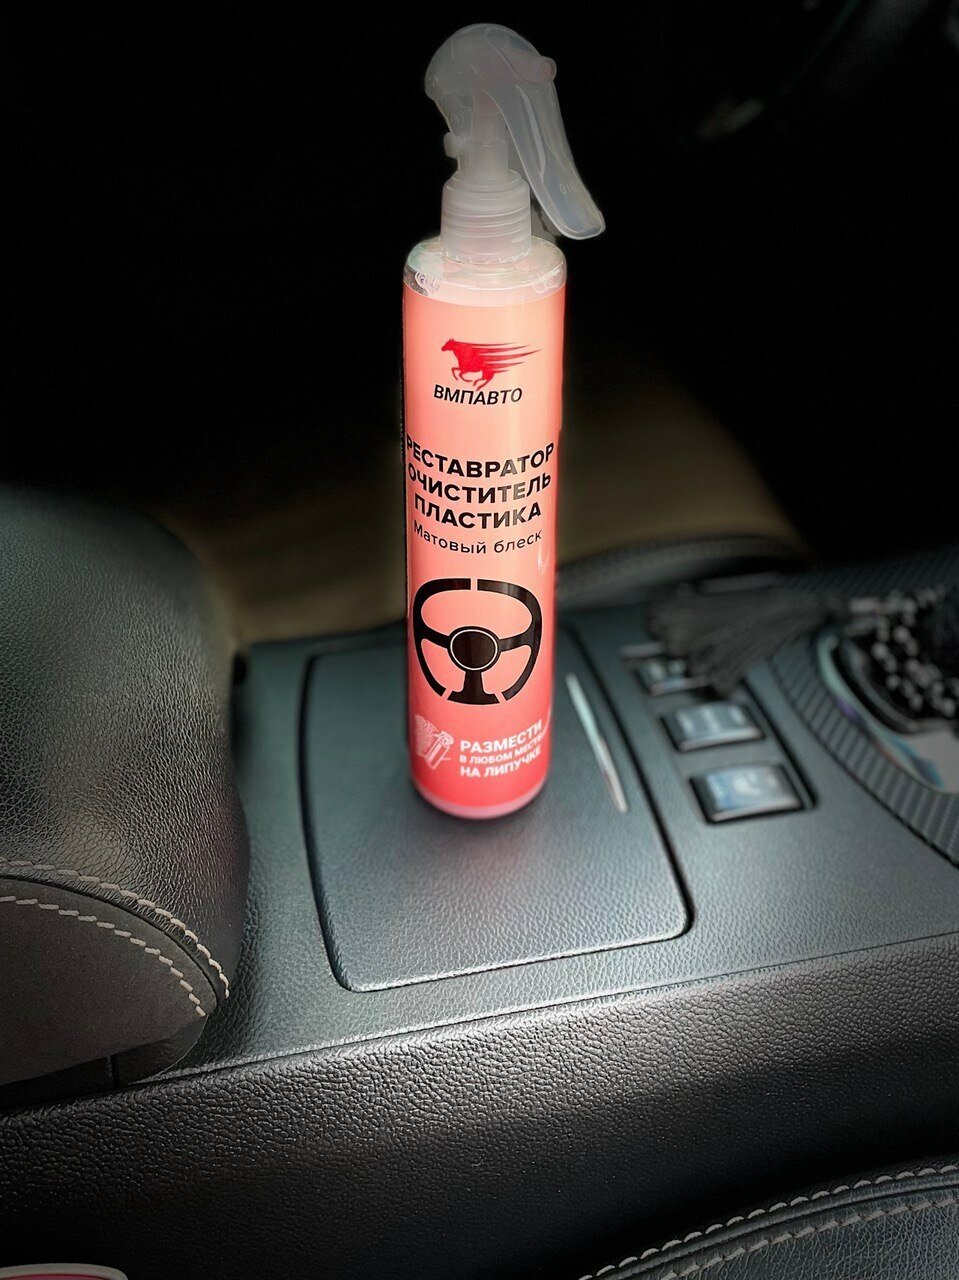 ВМПАВТО
РЕСТАВРАТОР
ОЧИСТИТЕЛЬ
ПЛАСТИКА
Матовый блеск
РАЗМЕСТИ
В ЛЮБОМ МЕСТЕ
НА ЛИПУЧКЕ